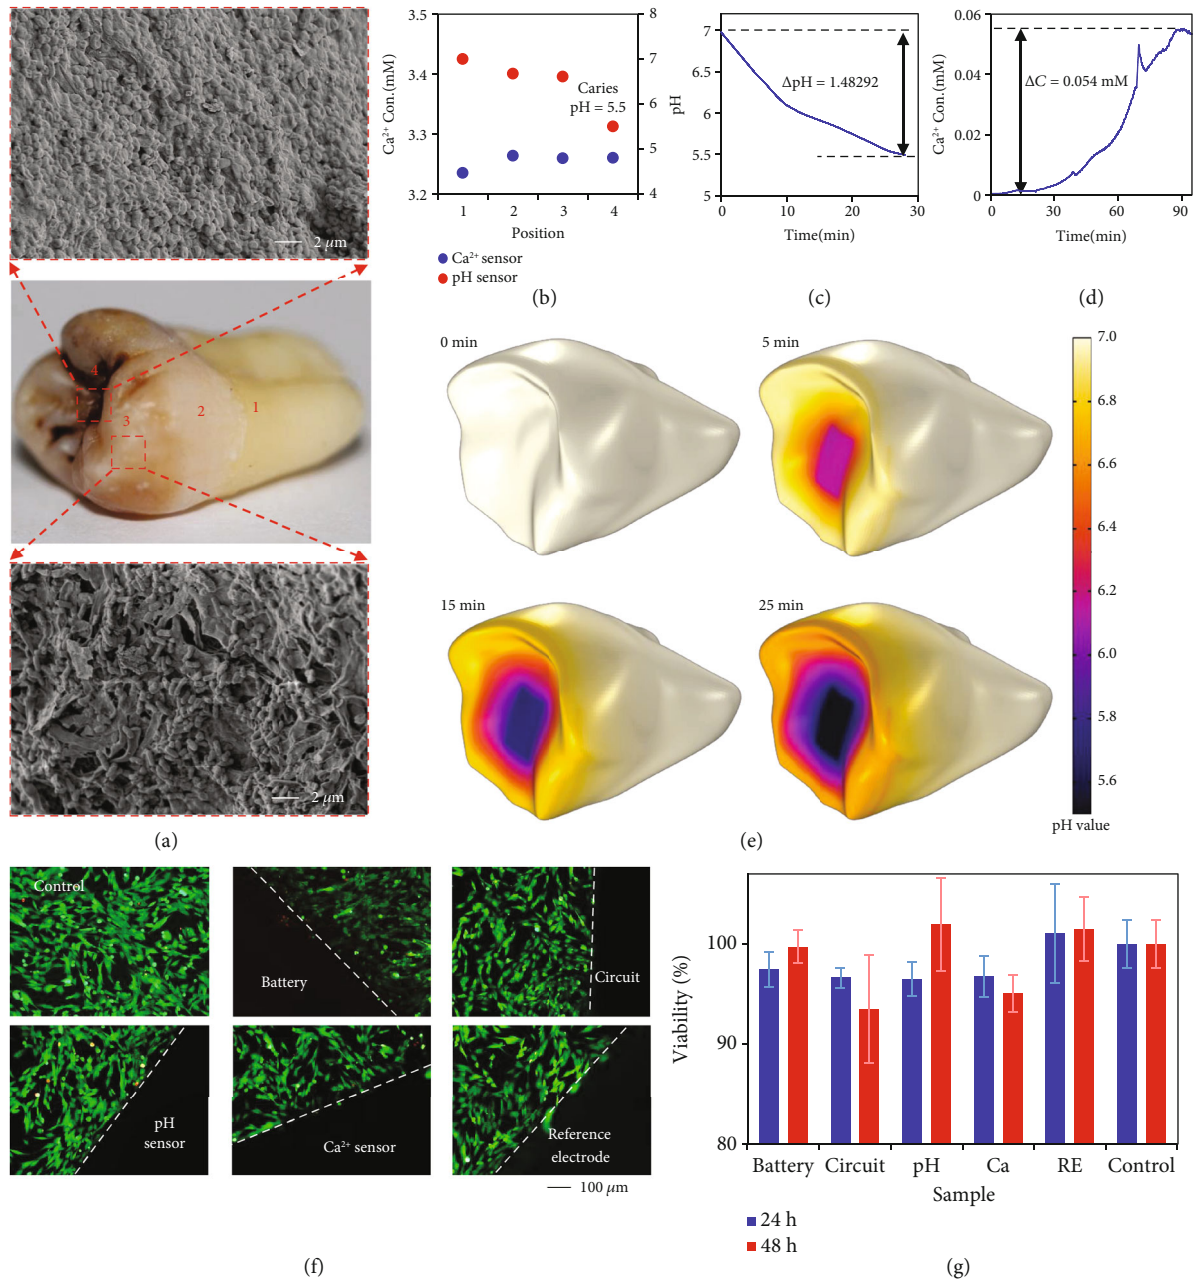 2 μm
4
3
2
1
2 μm
(a)
3.5
3.4
3.3
3.2
Ca²⁺ Con.(mM)
8
7
6
5
4
Caries
pH = 5.5
1 2 3 4
Position
Ca²⁺ sensor
pH sensor
(b)
7
6.5
6
5.5
5
pH
ΔpH = 1.48292
0 10 20 30
Time(min)
(c)
0.06
0.04
0.02
0
Ca²⁺ Con.(mM)
ΔC = 0.054 mM
0 30 60 90
Time(min)
(d)
0 min
5 min
15 min
25 min
7.0
6.8
6.6
6.4
6.2
6.0
5.8
5.6
pH value
(e)
Control
Battery
Circuit
pH
sensor
Ca²⁺ sensor
Reference
electrode
100 μm
(f)
100
90
80
Viability (%)
Battery Circuit pH Ca RE Control
Sample
24 h
48 h
(g)